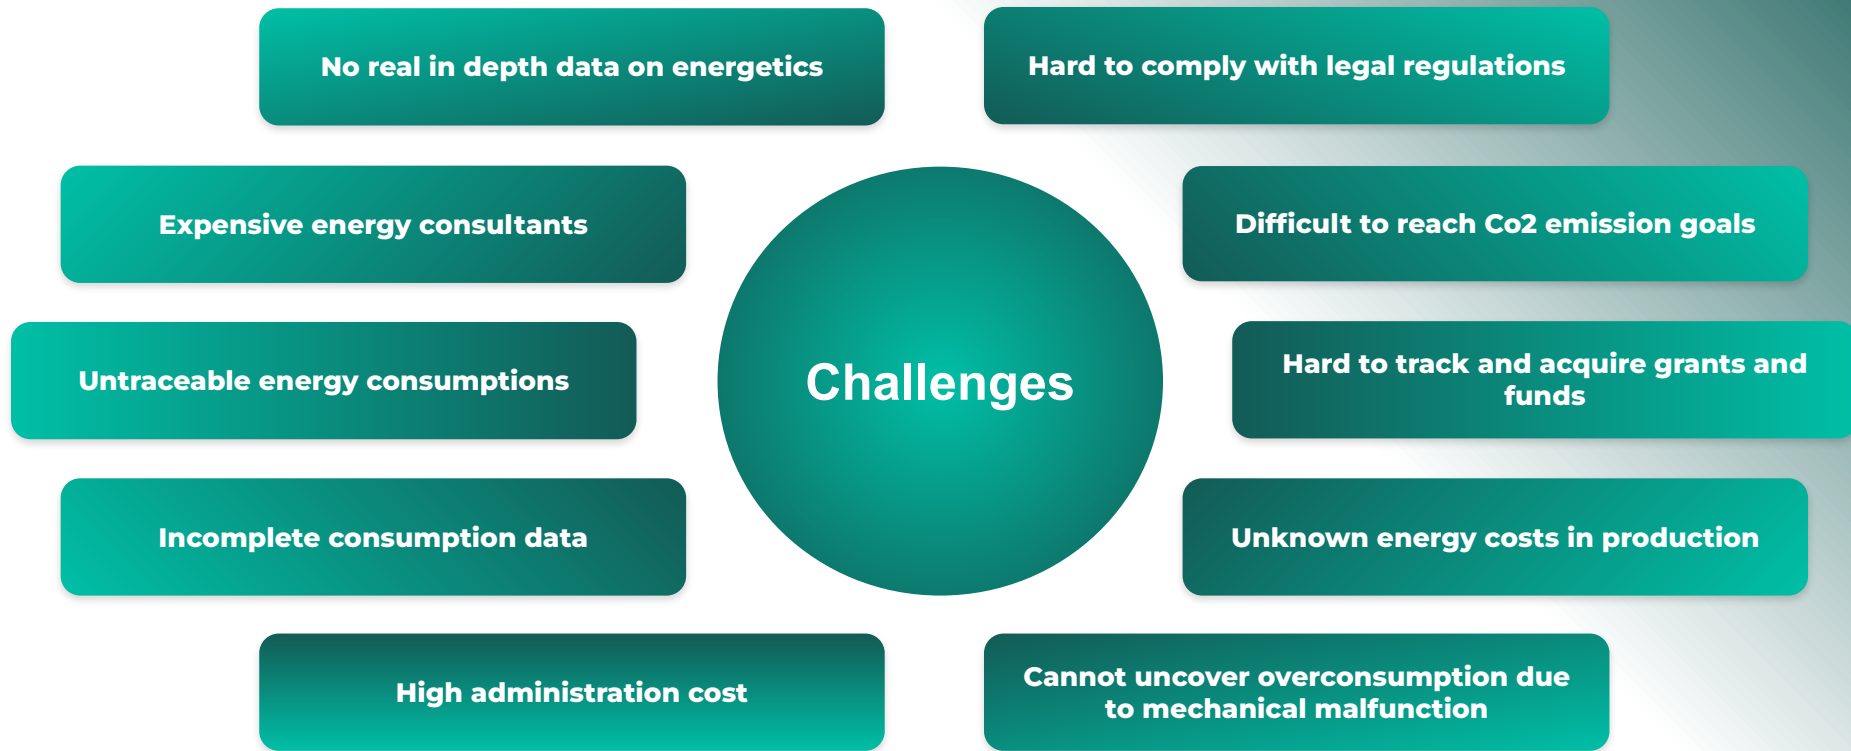 No real in depth data on energetics
Hard to comply with legal regulations
Expensive energy consultants
Difficult to reach Co2 emission goals
Untraceable energy consumptions
Challenges
Hard to track and acquire grants and
funds
Incomplete consumption data
Unknown energy costs in production
High administration cost
Cannot uncover overconsumption due
to mechanical malfunction